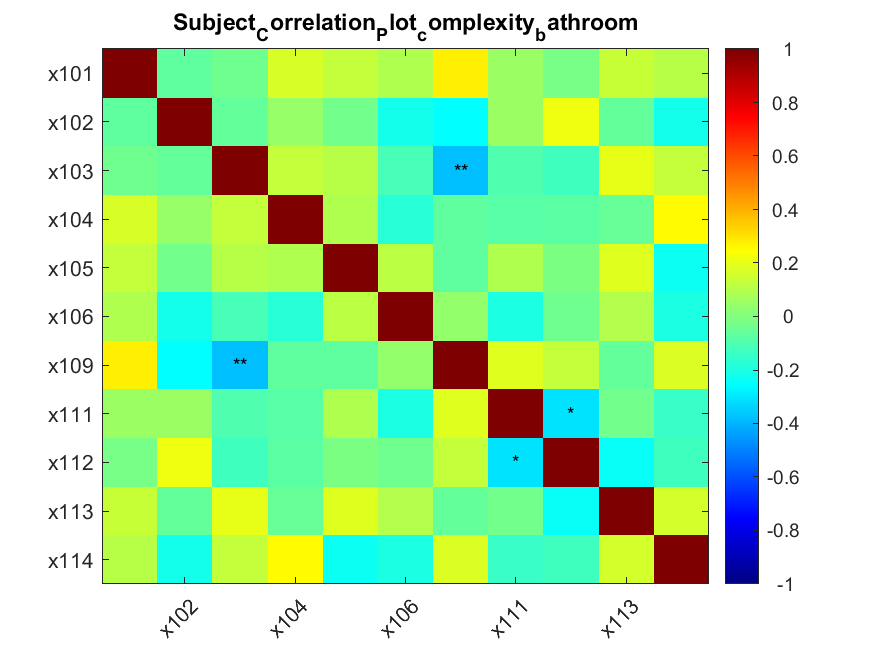 Subject_Correlation_Plot_complexity_bathroom
x101
x102
x103
**
x104
x105
x106
x109
**
x111
*
x112
*
x113
x114
x102
x104
x106
x111
x113
1
0.8
0.6
0.4
0.2
0
-0.2
-0.4
-0.6
-0.8
-1